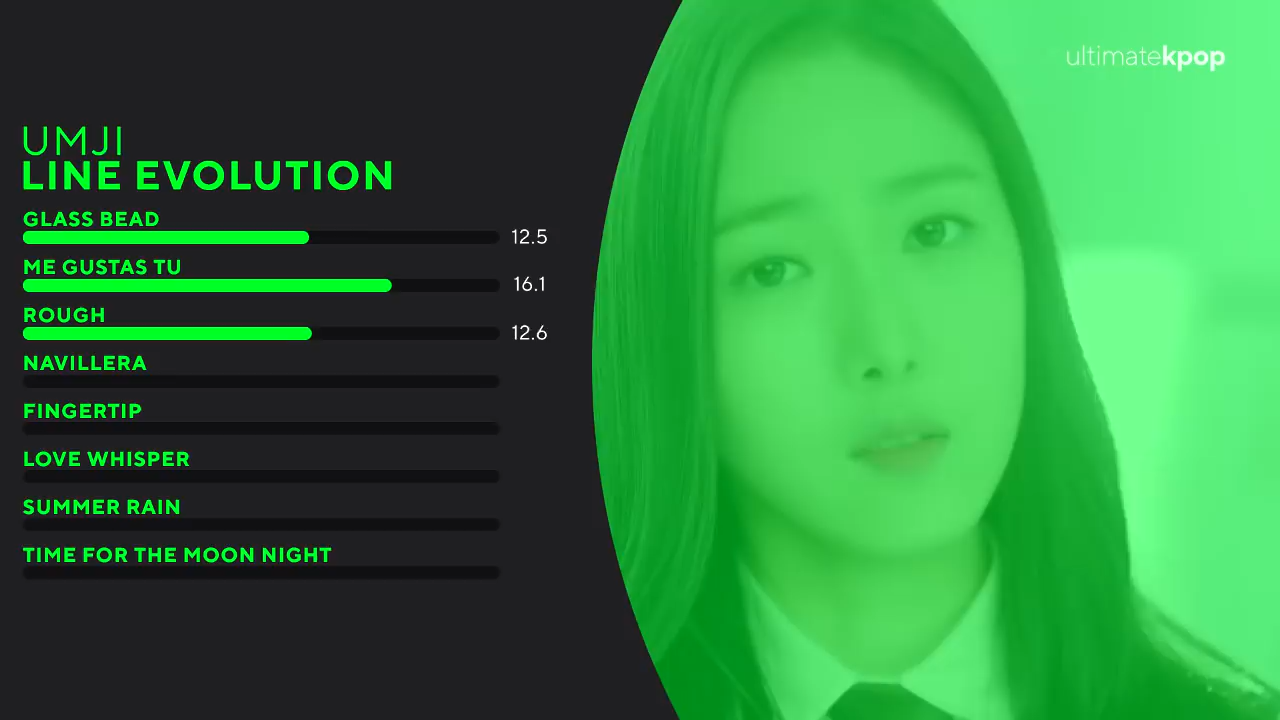 ultimatekpop
UMJI
LINE EVOLUTION
GLASS BEAD
12.5
ME GUSTAS TU
16.1
ROUGH
12.6
NAVILLERA
FINGERTIP
LOVE WHISPER
SUMMER RAIN
TIME FOR THE MOON NIGHT